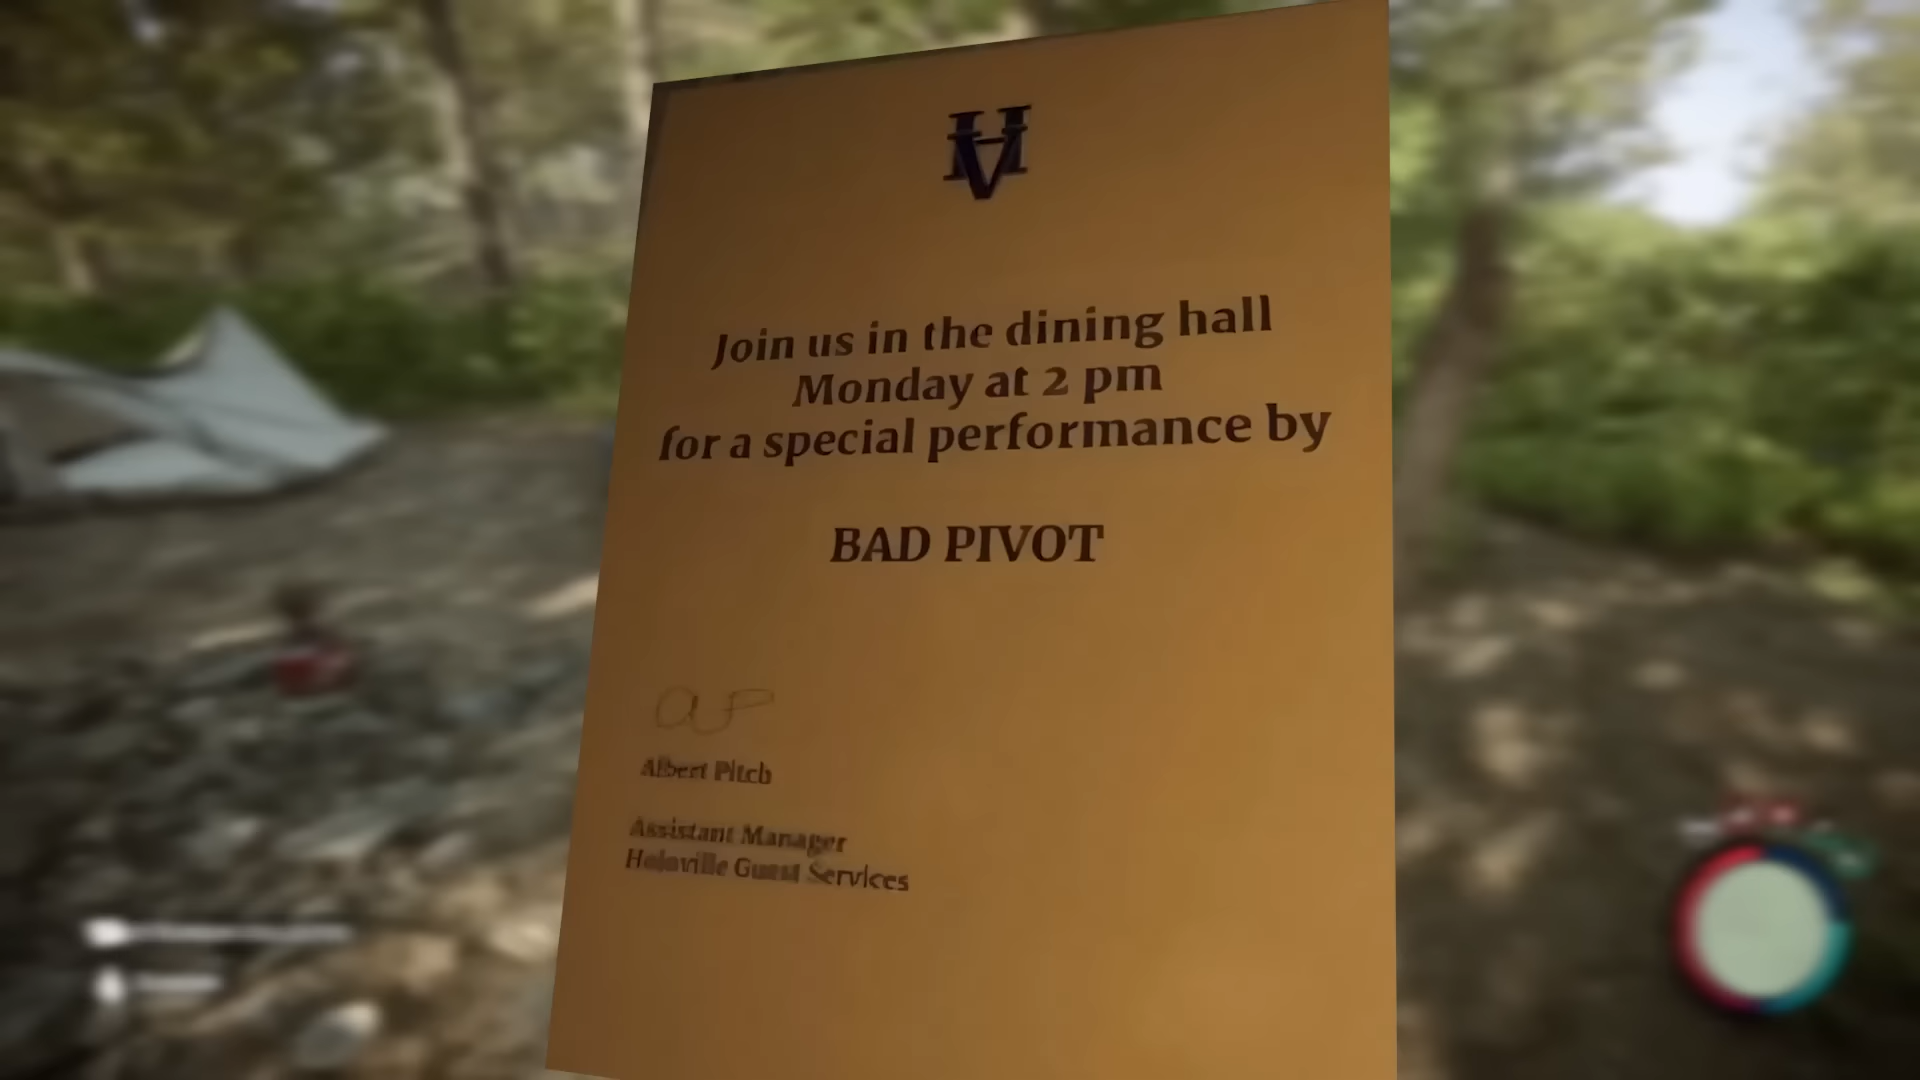 HV
Join us in the dining hall
Monday at 2 pm
for a special performance by
BAD PIVOT
AP
Albert Pitch
Assistant Manager
Holoville Guest Services